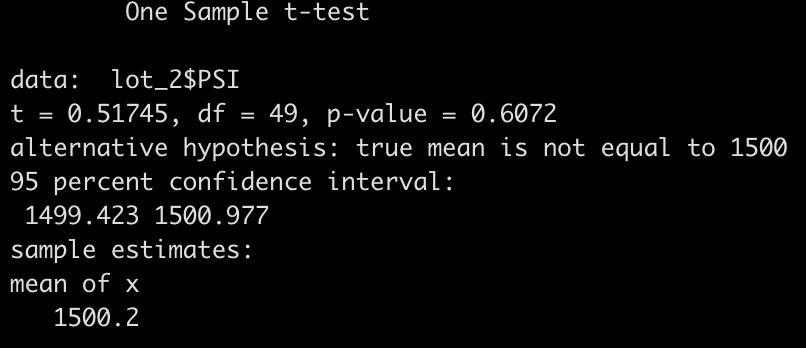 One Sample t-test
data:  lot_2$PSI
t = 0.51745, df = 49, p-value = 0.6072
alternative hypothesis: true mean is not equal to 1500
95 percent confidence interval:
 1499.423 1500.977
sample estimates:
mean of x
   1500.2